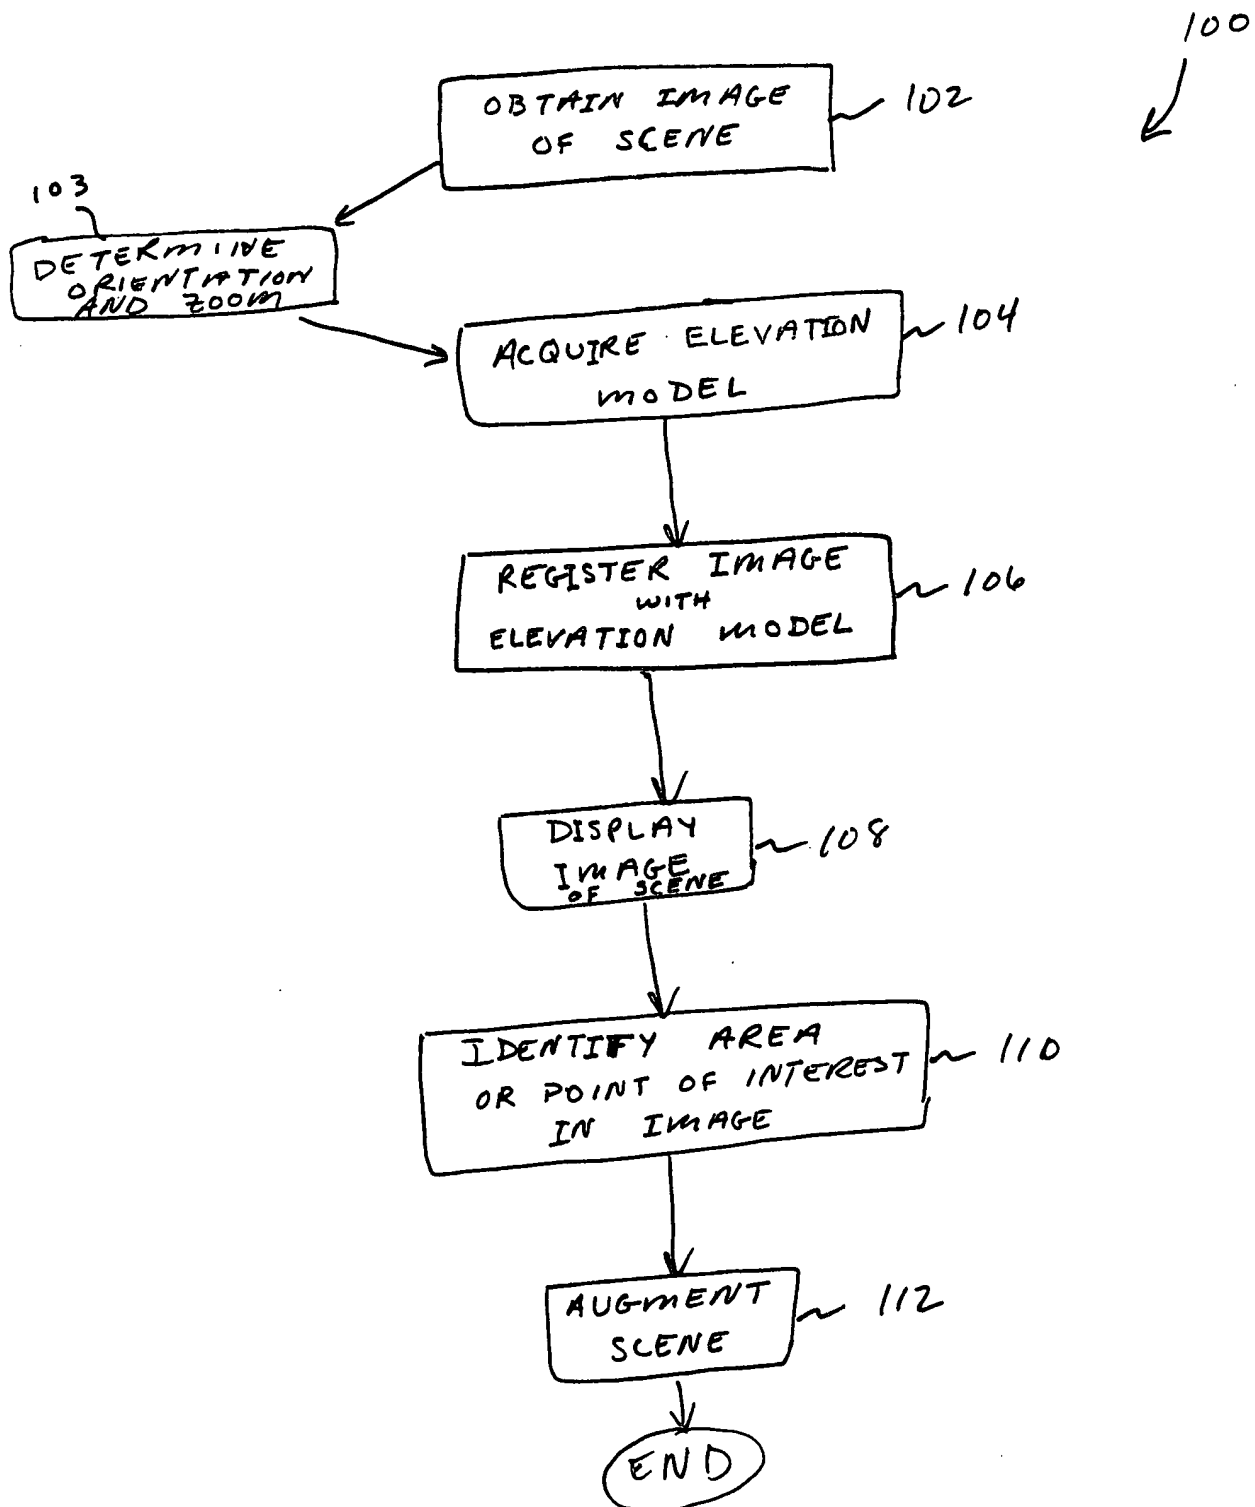 100
OBTAIN IMAGE
OF SCENE
102
103
DETERMINE
ORIENTATION
AND ZOOM
ACQUIRE ELEVATION
MODEL
104
REGISTER IMAGE
WITH
ELEVATION MODEL
106
DISPLAY
IMAGE
OF SCENE
108
IDENTIFY AREA
OR POINT OF INTEREST
IN IMAGE
110
AUGMENT
SCENE
112
END